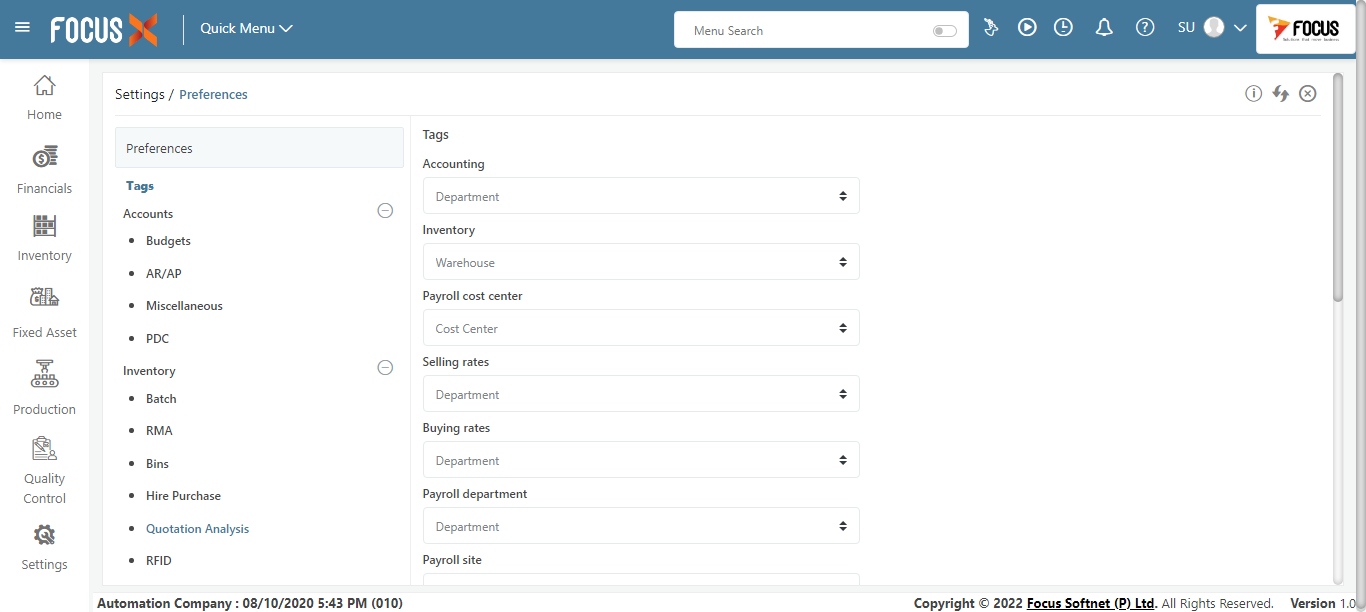 FOCUS X
Quick Menu
Menu Search
SU
FOCUS
Home
Financials
Inventory
Fixed Asset
Production
Quality
Control
Settings
Settings / Preferences
Preferences
Tags
Accounts
Budgets
AR/AP
Miscellaneous
PDC
Inventory
Batch
RMA
Bins
Hire Purchase
Quotation Analysis
RFID
Tags
Accounting
Department
Inventory
Warehouse
Payroll cost center
Cost Center
Selling rates
Department
Buying rates
Department
Payroll department
Department
Payroll site
Automation Company : 08/10/2020 5:43 PM (010)
Copyright © 2022 Focus Softnet (P) Ltd. All Rights Reserved. Version 1.0